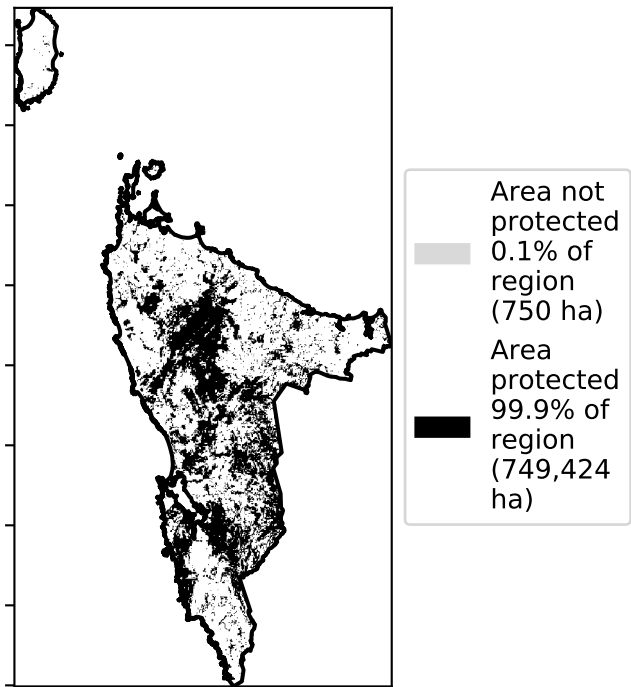 Area not
protected
0.1% of
region
(750 ha)
Area
protected
99.9% of
region
(749,424
ha)